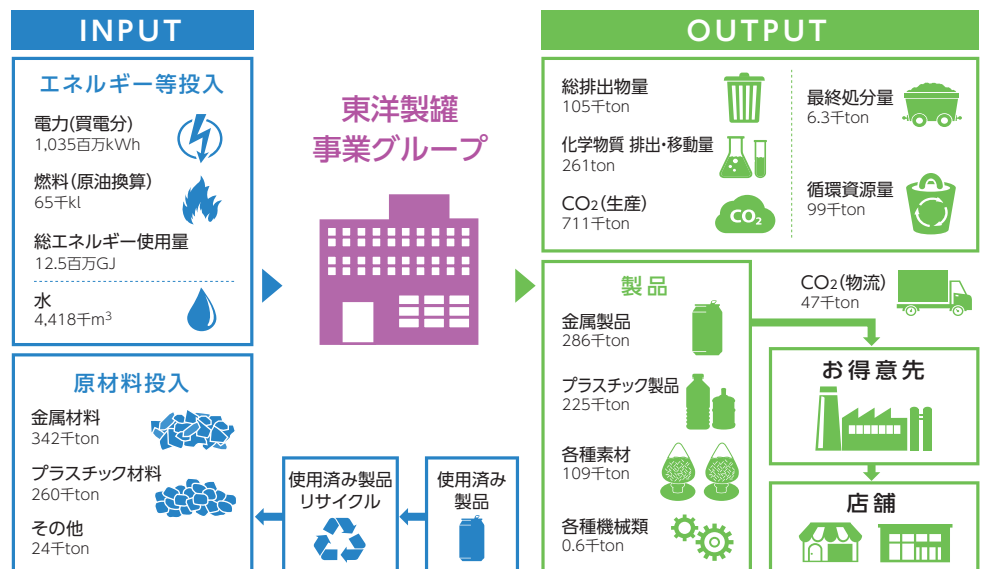 INPUT
エネルギー等投入
電力(買電分)
1,035百万kWh
燃料(原油換算)
65千kl
総エネルギー使用量
12.5百万GJ
水
4,418千m³
原材料投入
金属材料
342千ton
プラスチック材料
260千ton
その他
24千ton
東洋製罐
事業グループ
使用済み製品
リサイクル
使用済み
製品
OUTPUT
総排出物量
105千ton
化学物質 排出・移動量
261ton
CO₂(生産)
711千ton
CO₂
最終処分量
6.3千ton
循環資源量
99千ton
製品
金属製品
286千ton
プラスチック製品
225千ton
各種素材
109千ton
各種機械類
0.6千ton
CO₂(物流)
47千ton
お得意先
店舗